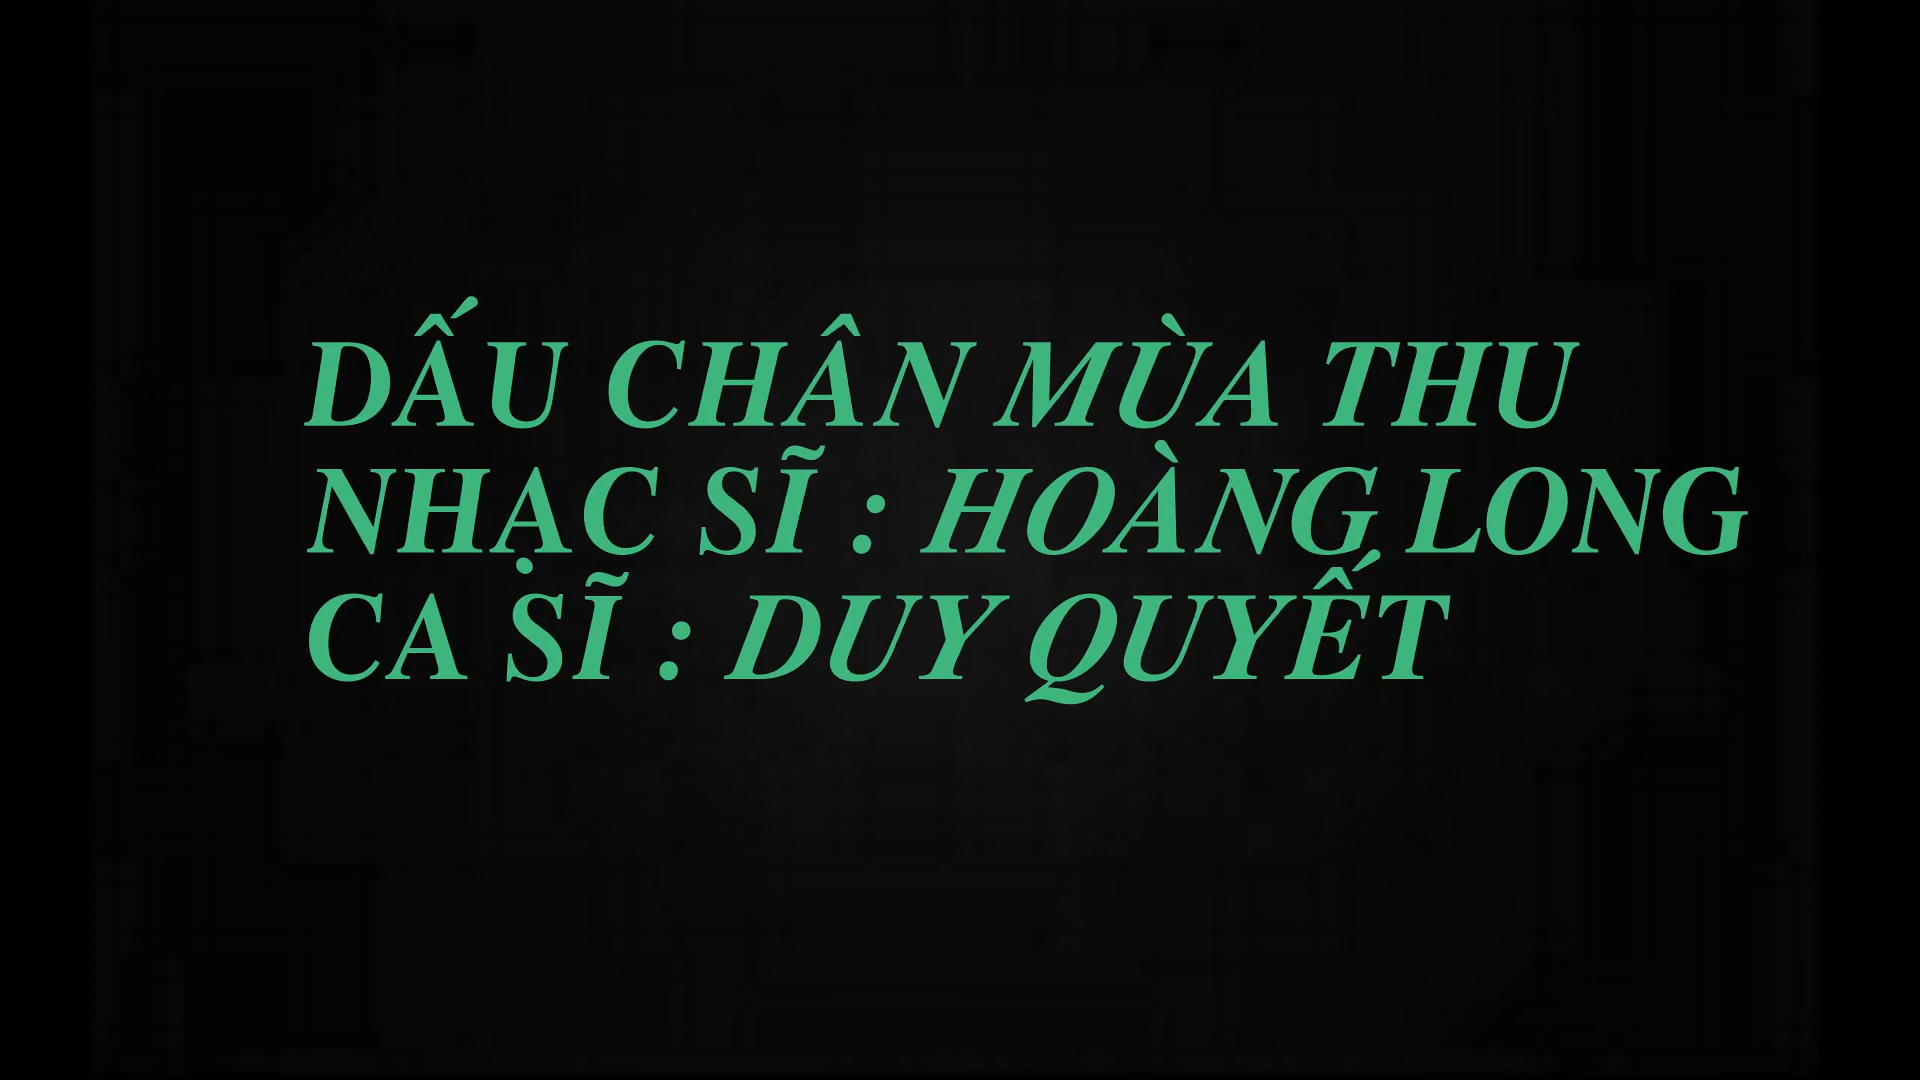 DẤU CHÂN MÙA THU
NHẠC SĨ : HOÀNG LONG
CA SĨ : DUY QUYẾT